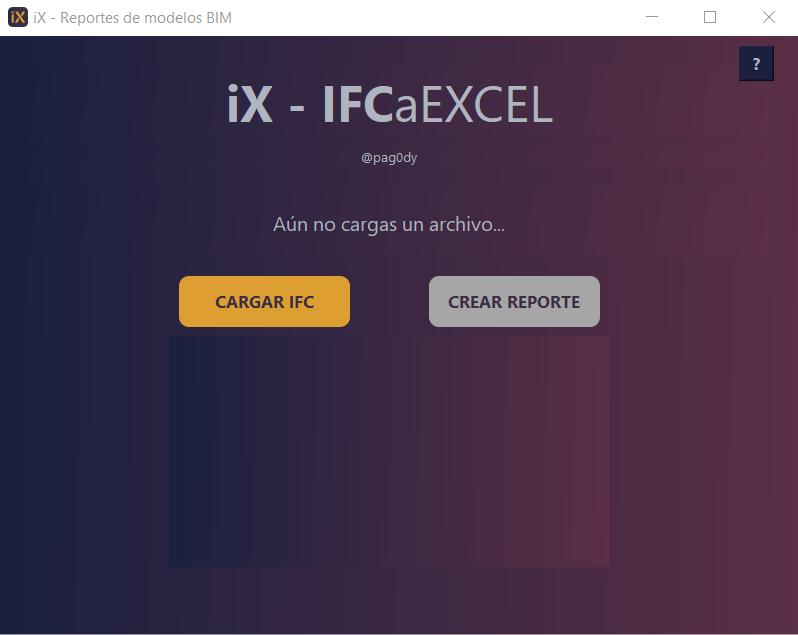 iX iX - Reportes de modelos BIM
?
iX - IFCaEXCEL
@pag0dy
Aún no cargas un archivo...
CARGAR IFC
CREAR REPORTE